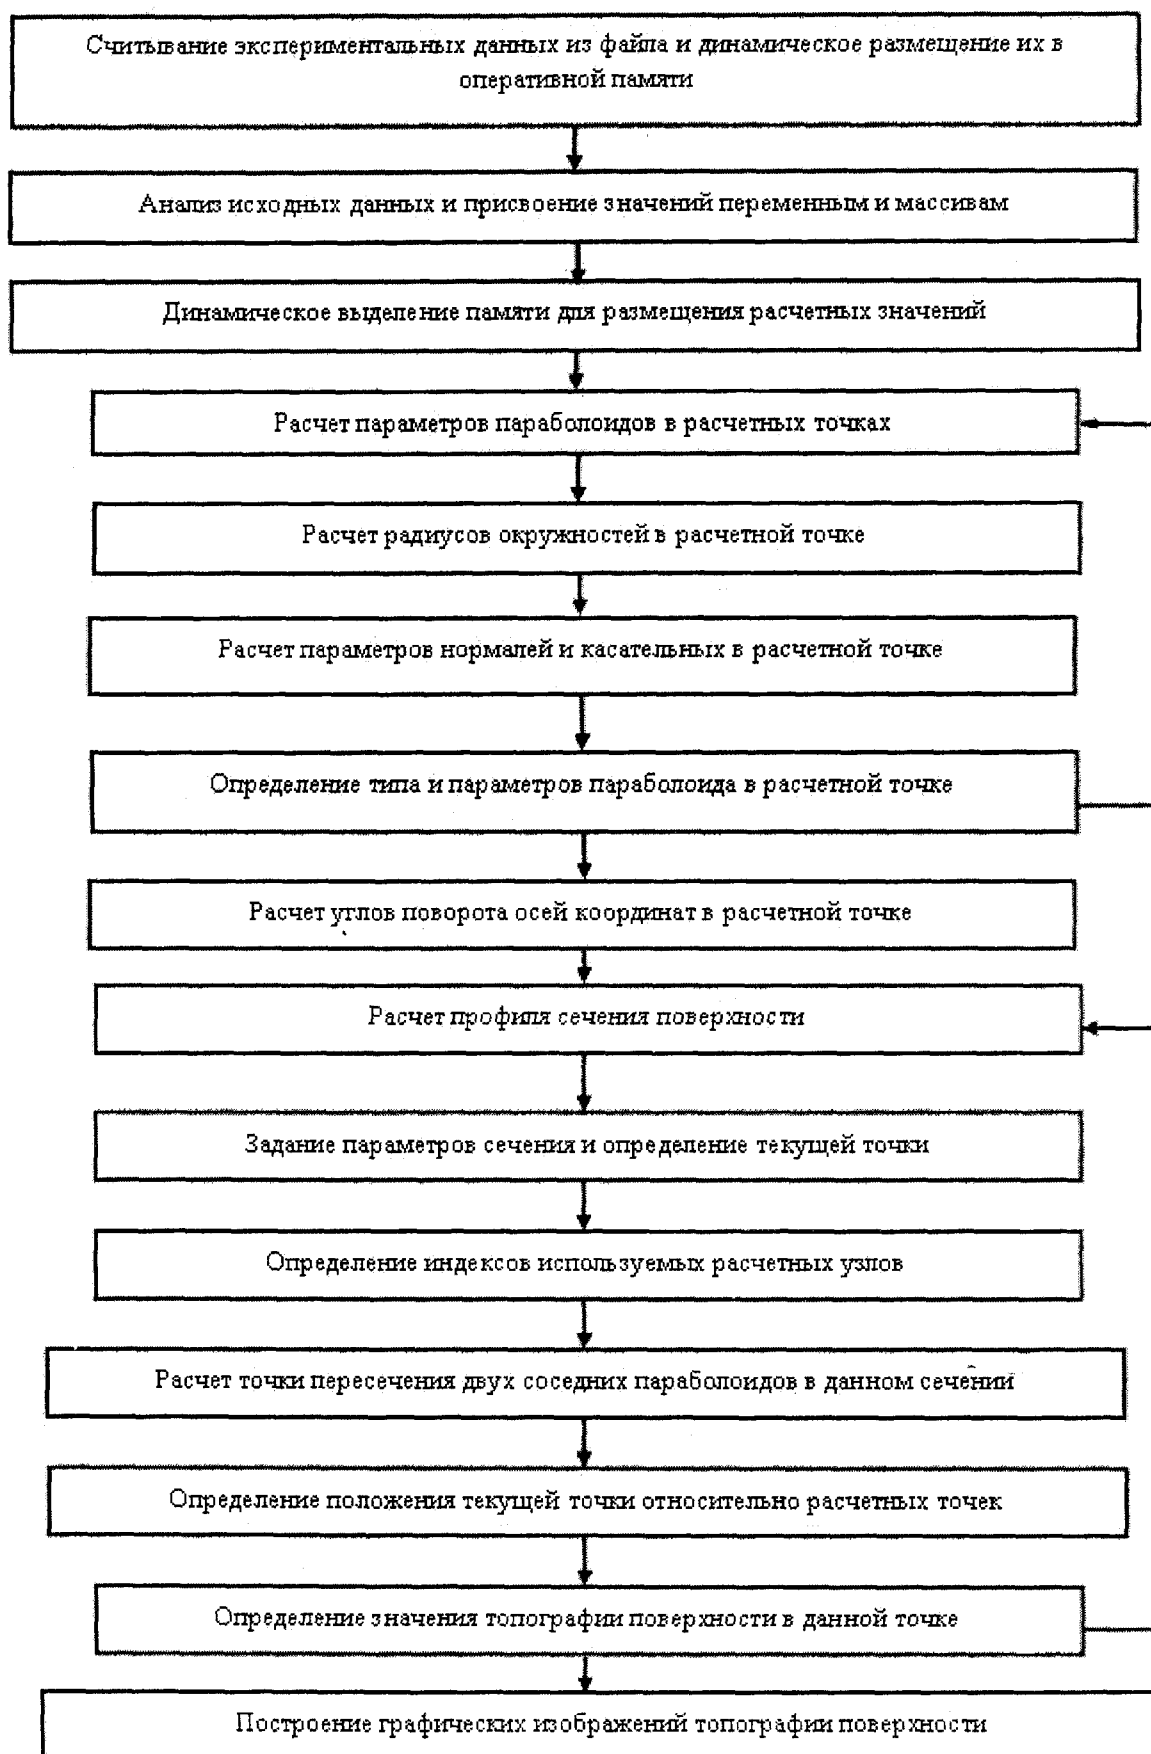 Считывание экспериментальных данных из файла и динамическое размещение их в
оперативной памяти
Анализ исходных данных и присвоение значений переменным и массивам
Динамическое выделение памяти для размещения расчетных значений
Расчет параметров параболоидов в расчетных точках
Расчет радиусов окружностей в расчетной точке
Расчет параметров нормалей и касательных в расчетной точке
Определение типа и параметров параболоида в расчетной точке
Расчет углов поворота осей координат в расчетной точке
Расчет профиля сечения поверхности
Задание параметров сечения и определение текущей точки
Определение индексов используемых расчетных узлов
Расчет точки пересечения двух соседних параболоидов в данном сечении
Определение положения текущей точки относительно расчетных точек
Определение значения топографии поверхности в данной точке
Построение графических изображений топографии поверхности